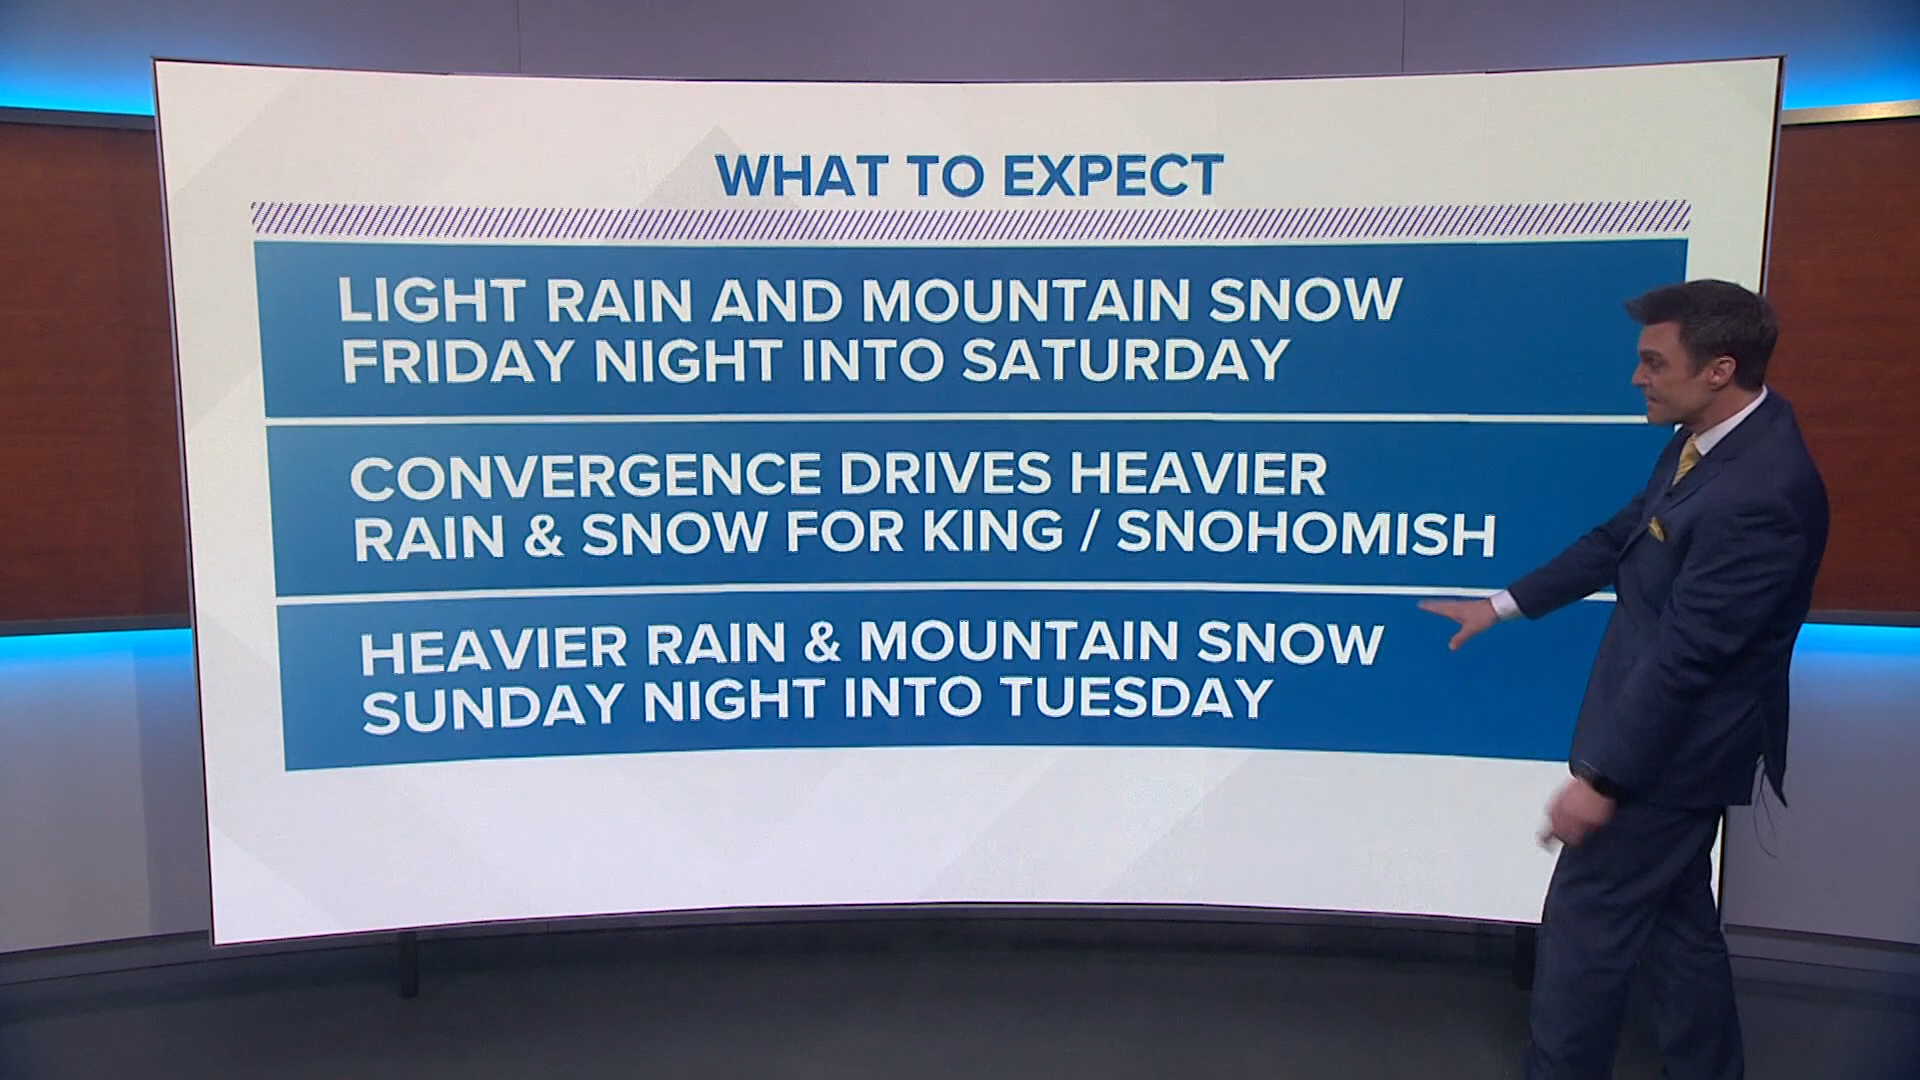 WHAT TO EXPECT
LIGHT RAIN AND MOUNTAIN SNOW
FRIDAY NIGHT INTO SATURDAY
CONVERGENCE DRIVES HEAVIER
RAIN & SNOW FOR KING / SNOHOMISH
HEAVIER RAIN & MOUNTAIN SNOW
SUNDAY NIGHT INTO TUESDAY